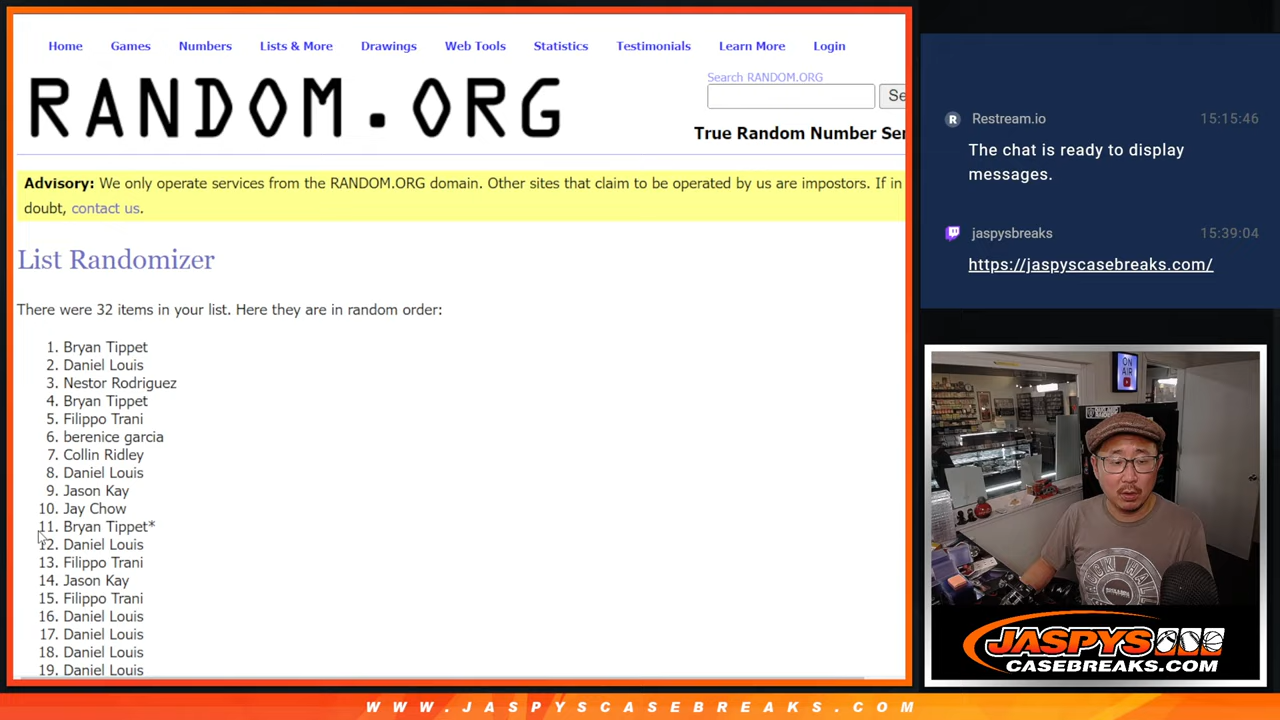 Home Games Numbers Lists & More Drawings Web Tools Statistics Testimonials Learn More Login
RANDOM.ORG
Search RANDOM.ORG
Se
True Random Number Ser
Advisory: We only operate services from the RANDOM.ORG domain. Other sites that claim to be operated by us are impostors. If in
doubt, contact us.
List Randomizer
There were 32 items in your list. Here they are in random order:
1. Bryan Tippet
2. Daniel Louis
3. Nestor Rodriguez
4. Bryan Tippet
5. Filippo Trani
6. berenice garcia
7. Collin Ridley
8. Daniel Louis
9. Jason Kay
10. Jay Chow
11. Bryan Tippet*
12. Daniel Louis
13. Filippo Trani
14. Jason Kay
15. Filippo Trani
16. Daniel Louis
17. Daniel Louis
18. Daniel Louis
19. Daniel Louis
R Restream.io 15:15:46
The chat is ready to display
messages.
jaspysbreaks 15:39:04
https://jaspyscasebreaks.com/
ON
AIR
JASPYS
CASEBREAKS.COM
WWW.JASPYSCASEBREAKS.COM